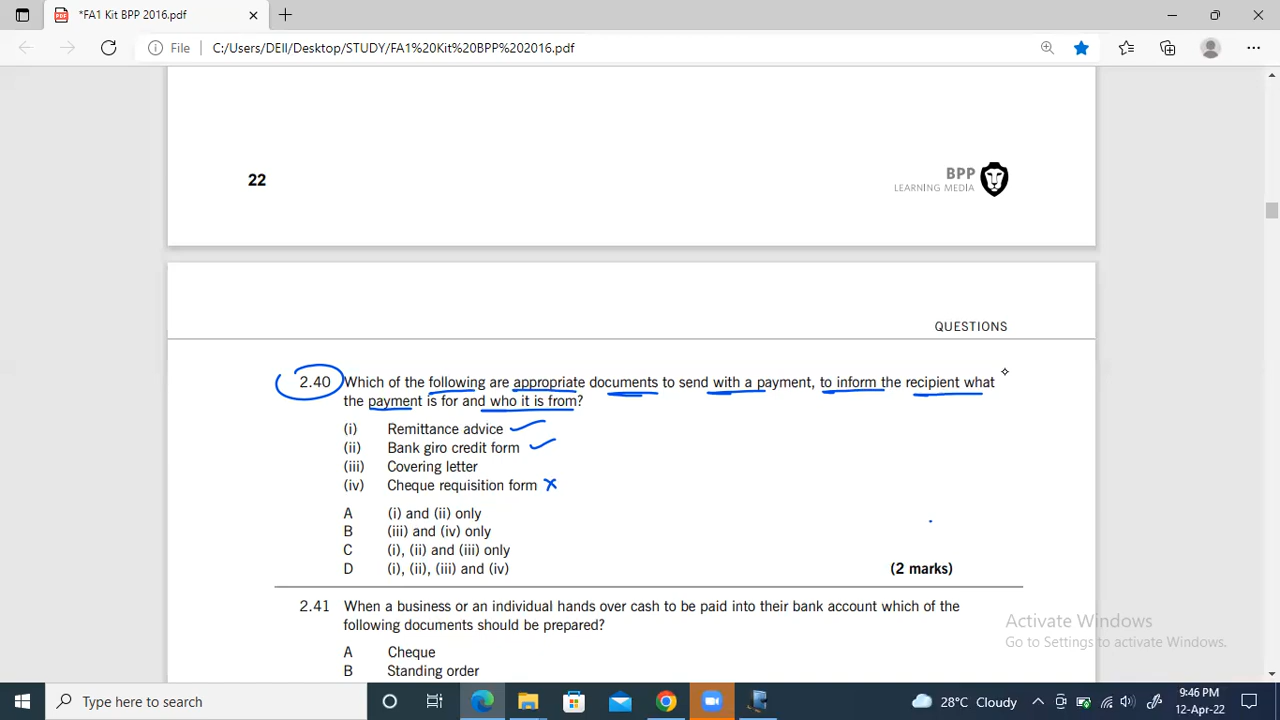 *FA1 Kit BPP 2016.pdf
File C:/Users/DEll/Desktop/STUDY/FA1%20Kit%20BPP%202016.pdf
22
BPP
LEARNING MEDIA
QUESTIONS
2.40 Which of the following are appropriate documents to send with a payment, to inform the recipient what
the payment is for and who it is from?
(i) Remittance advice
(ii) Bank giro credit form
(iii) Covering letter
(iv) Cheque requisition form
A (i) and (ii) only
B (iii) and (iv) only
C (i), (ii) and (iii) only
D (i), (ii), (iii) and (iv) (2 marks)
2.41 When a business or an individual hands over cash to be paid into their bank account which of the
following documents should be prepared?
A Cheque
B Standing order
Activate Windows
Go to Settings to activate Windows.
Type here to search
28°C Cloudy
9:46 PM
12-Apr-22